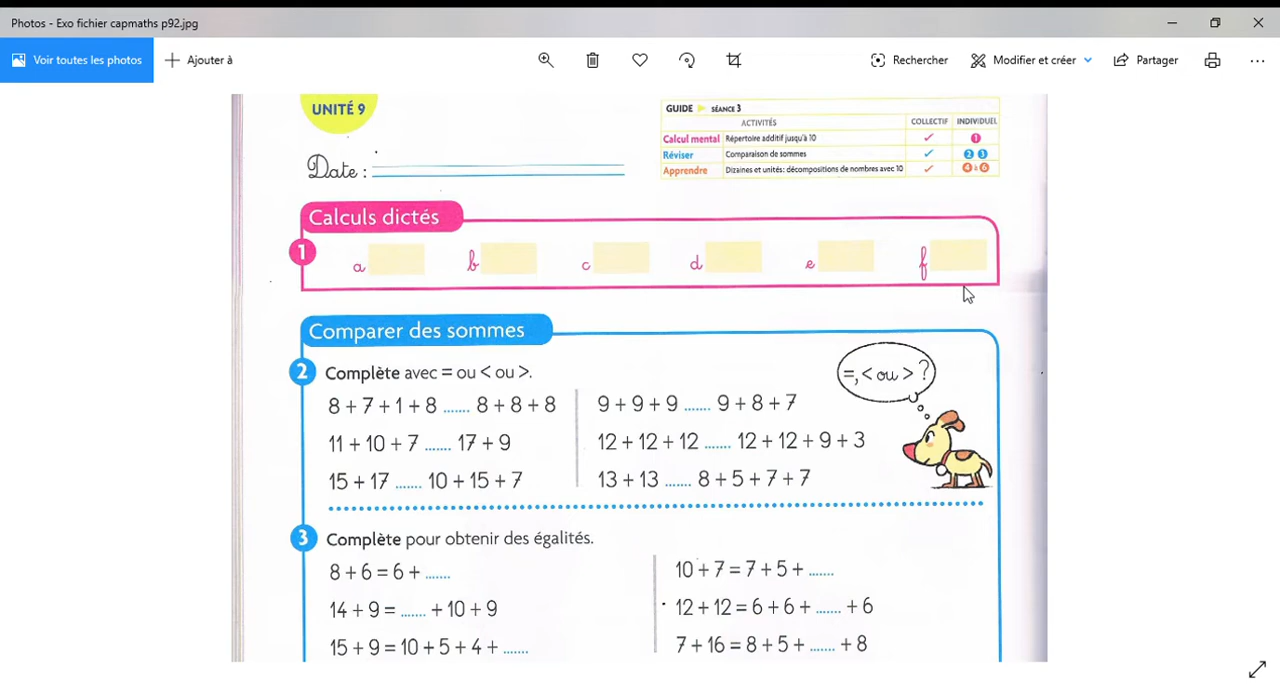 Photos - Exo fichier capmaths p92.jpg
Voir toutes les photos
Ajouter à
Rechercher
Modifier et créer
Partager
UNITÉ 9
Date :
GUIDE SÉANCE 3
ACTIVITÉS COLLECTIF INDIVIDUEL
Calcul mental Répertoire additif jusqu'à 10 ✓ 1
Réviser Comparaison de sommes ✓ 2 3
Apprendre Dizaines et unités : décompositions de nombres avec 10 ✓ 4 à 6
Calculs dictés
1 a b c d e f
Comparer des sommes
2 Complète avec = ou < ou >.
=, < ou > ?
8 + 7 + 1 + 8 ....... 8 + 8 + 8
11 + 10 + 7 ....... 17 + 9
15 + 17 ....... 10 + 15 + 7
9 + 9 + 9 ....... 9 + 8 + 7
12 + 12 + 12 ....... 12 + 12 + 9 + 3
13 + 13 ....... 8 + 5 + 7 + 7
3 Complète pour obtenir des égalités.
8 + 6 = 6 + .......
14 + 9 = ....... + 10 + 9
15 + 9 = 10 + 5 + 4 + .......
10 + 7 = 7 + 5 + .......
12 + 12 = 6 + 6 + ....... + 6
7 + 16 = 8 + 5 + ....... + 8